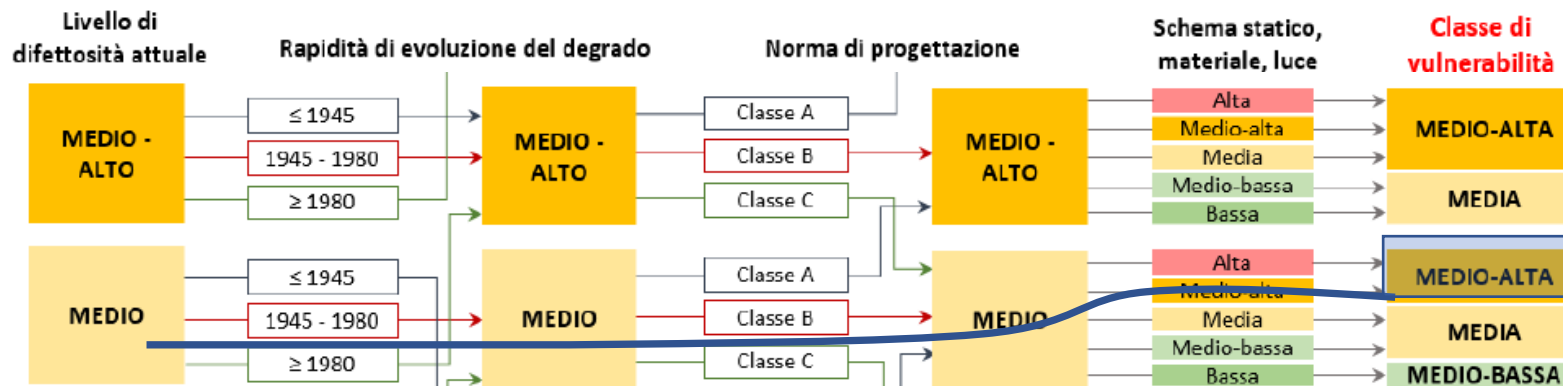 Livello di
difettosità attuale
Rapidità di evoluzione del degrado
Norma di progettazione
Schema statico,
materiale, luce
Classe di
vulnerabilità
MEDIO -
ALTO
≤ 1945
1945 - 1980
≥ 1980
MEDIO -
ALTO
Classe A
Classe B
Classe C
MEDIO -
ALTO
Alta
Medio-alta
Media
Medio-bassa
Bassa
MEDIO-ALTA
MEDIA
MEDIO
≤ 1945
1945 - 1980
≥ 1980
MEDIO
Classe A
Classe B
Classe C
MEDIO
Alta
Medio-alta
Media
Medio-bassa
Bassa
MEDIO-ALTA
MEDIA
MEDIO-BASSA